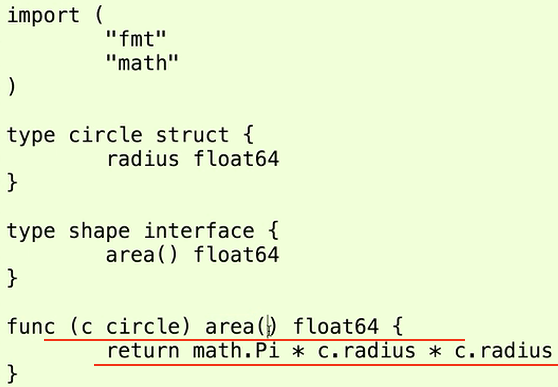 import (
"fmt"
"math"
)
type circle struct {
radius float64
}
type shape interface {
area() float64
}
func (c circle) area() float64 {
return math.Pi * c.radius * c.radius
}